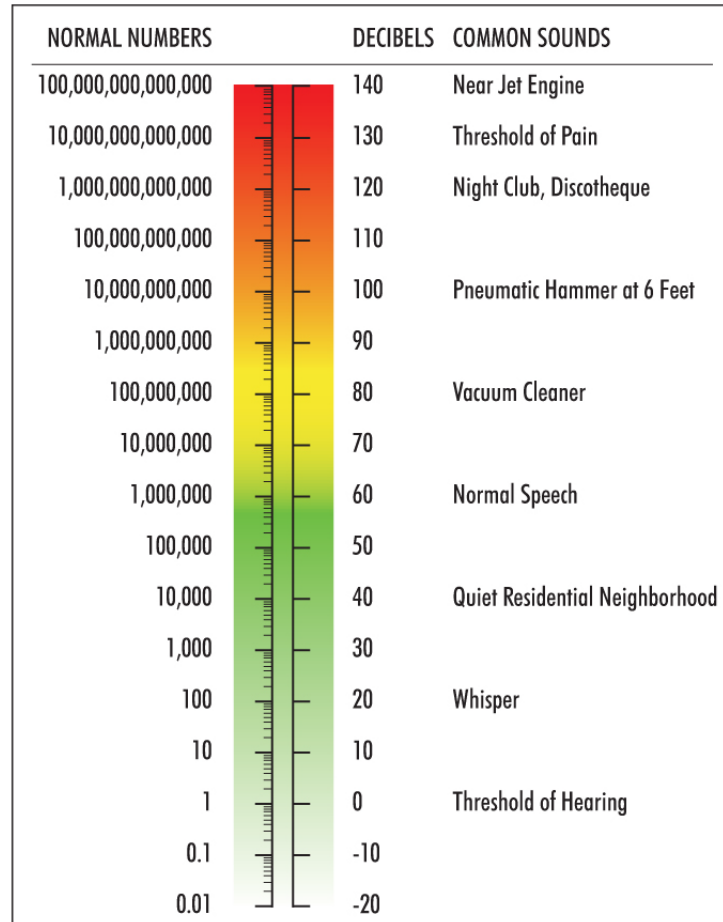 NORMAL NUMBERS DECIBELS COMMON SOUNDS
100,000,000,000,000 140 Near Jet Engine
10,000,000,000,000 130 Threshold of Pain
1,000,000,000,000 120 Night Club, Discotheque
100,000,000,000 110
10,000,000,000 100 Pneumatic Hammer at 6 Feet
1,000,000,000 90
100,000,000 80 Vacuum Cleaner
10,000,000 70
1,000,000 60 Normal Speech
100,000 50
10,000 40 Quiet Residential Neighborhood
1,000 30
100 20 Whisper
10 10
1 0 Threshold of Hearing
0.1 -10
0.01 -20